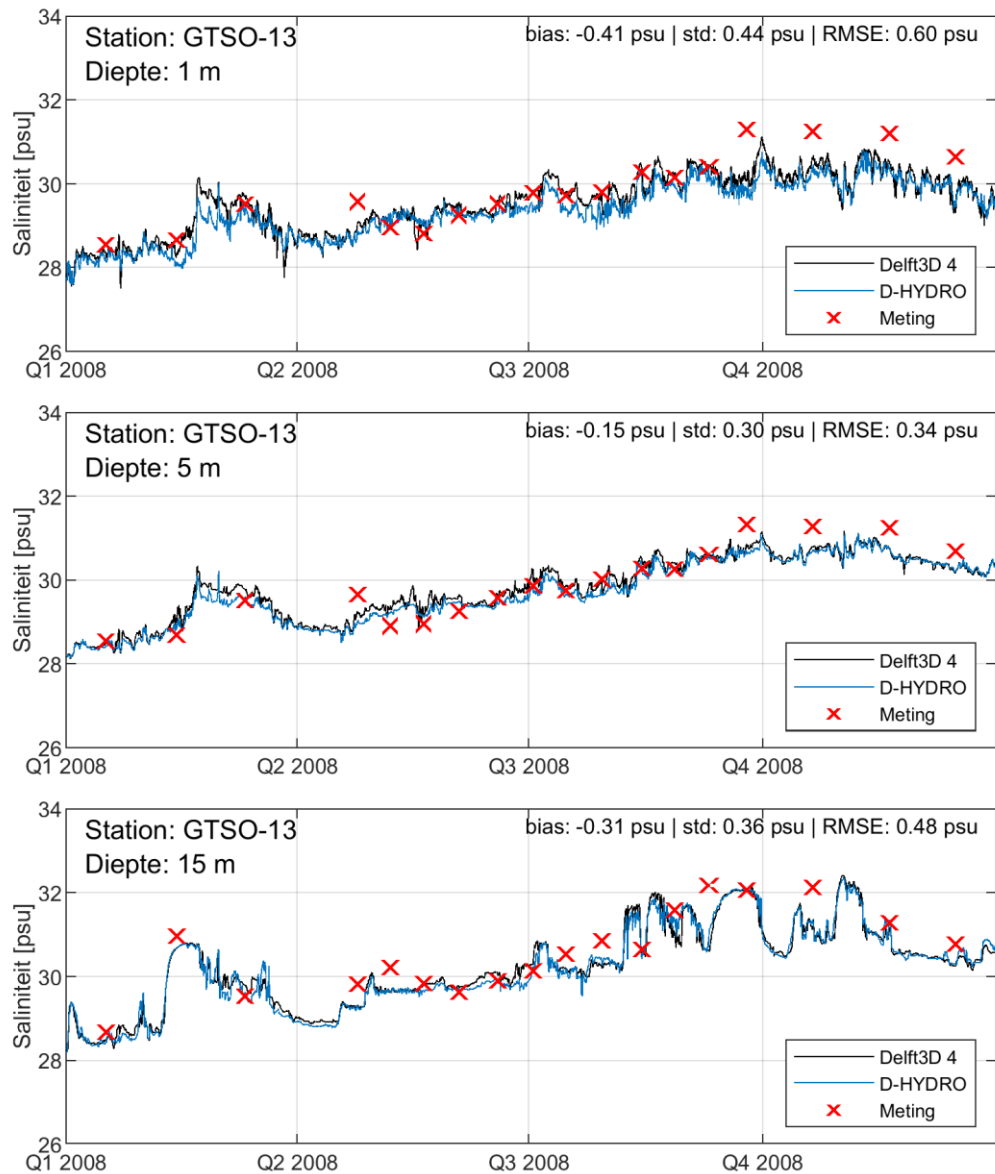 34
Station: GTSO-13
bias: -0.41 psu | std: 0.44 psu | RMSE: 0.60 psu
Diepte: 1 m
32
Saliniteit [psu]
30
28
Delft3D 4
D-HYDRO
Meting
26
Q1 2008
Q2 2008
Q3 2008
Q4 2008
34
Station: GTSO-13
bias: -0.15 psu | std: 0.30 psu | RMSE: 0.34 psu
Diepte: 5 m
32
Saliniteit [psu]
30
28
Delft3D 4
D-HYDRO
Meting
26
Q1 2008
Q2 2008
Q3 2008
Q4 2008
34
Station: GTSO-13
bias: -0.31 psu | std: 0.36 psu | RMSE: 0.48 psu
Diepte: 15 m
32
Saliniteit [psu]
30
28
Delft3D 4
D-HYDRO
Meting
26
Q1 2008
Q2 2008
Q3 2008
Q4 2008